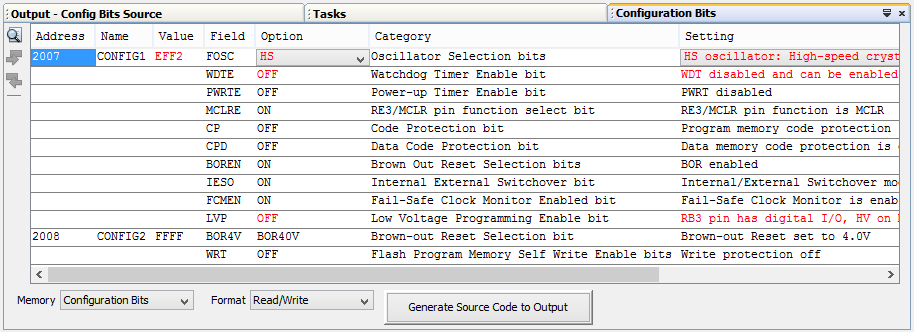 Output - Config Bits Source Tasks Configuration Bits
Address Name Value Field Option Category Setting
2007 CONFIG1 EFF2 FOSC HS Oscillator Selection bits HS oscillator: High-speed cryst
WDTE OFF Watchdog Timer Enable bit WDT disabled and can be enabled
PWRTE OFF Power-up Timer Enable bit PWRT disabled
MCLRE ON RE3/MCLR pin function select bit RE3/MCLR pin function is MCLR
CP OFF Code Protection bit Program memory code protection
CPD OFF Data Code Protection bit Data memory code protection is
BOREN ON Brown Out Reset Selection bits BOR enabled
IESO ON Internal External Switchover bit Internal/External Switchover mo
FCMEN ON Fail-Safe Clock Monitor Enabled bit Fail-Safe Clock Monitor is enab
LVP OFF Low Voltage Programming Enable bit RB3 pin has digital I/O, HV on
2008 CONFIG2 FFFF BOR4V BOR40V Brown-out Reset Selection bit Brown-out Reset set to 4.0V
WRT OFF Flash Program Memory Self Write Enable bits Write protection off
Memory Configuration Bits Format Read/Write Generate Source Code to Output